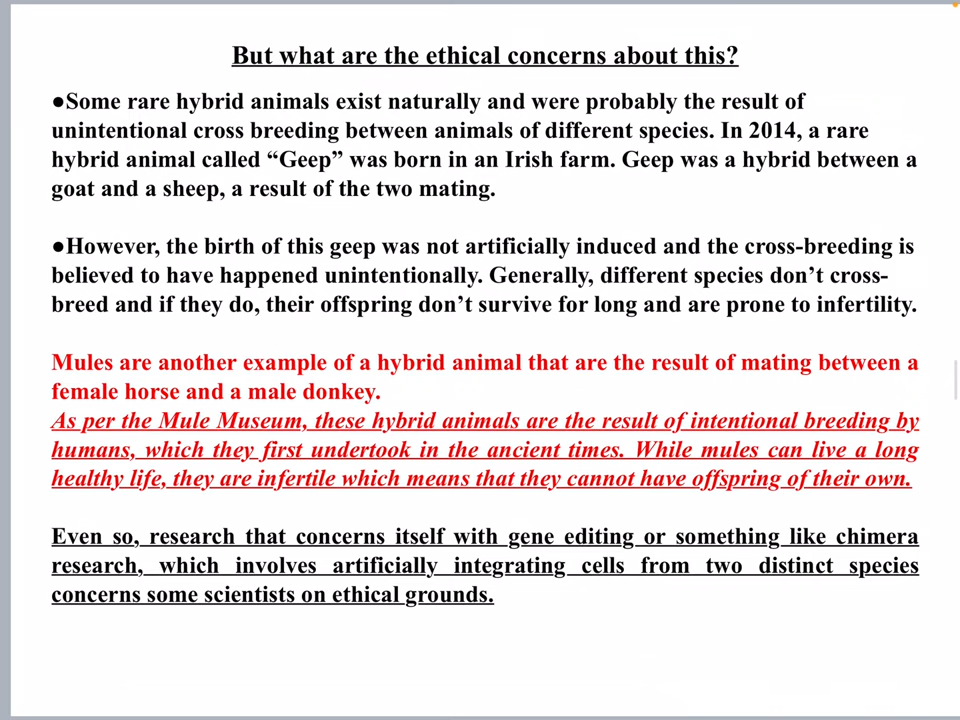 But what are the ethical concerns about this?
●Some rare hybrid animals exist naturally and were probably the result of
unintentional cross breeding between animals of different species. In 2014, a rare
hybrid animal called “Geep” was born in an Irish farm. Geep was a hybrid between a
goat and a sheep, a result of the two mating.
●However, the birth of this geep was not artificially induced and the cross-breeding is
believed to have happened unintentionally. Generally, different species don’t cross-
breed and if they do, their offspring don’t survive for long and are prone to infertility.
Mules are another example of a hybrid animal that are the result of mating between a
female horse and a male donkey.
As per the Mule Museum, these hybrid animals are the result of intentional breeding by
humans, which they first undertook in the ancient times. While mules can live a long
healthy life, they are infertile which means that they cannot have offspring of their own.
Even so, research that concerns itself with gene editing or something like chimera
research, which involves artificially integrating cells from two distinct species
concerns some scientists on ethical grounds.